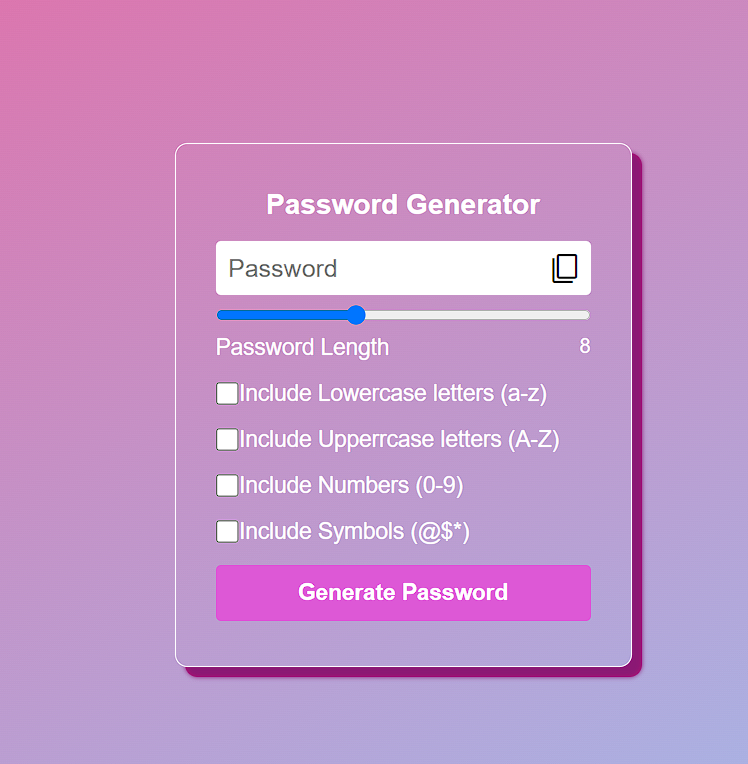 Password Generator
Password
Password Length 8
Include Lowercase letters (a-z)
Include Upperrcase letters (A-Z)
Include Numbers (0-9)
Include Symbols (@$*)
Generate Password